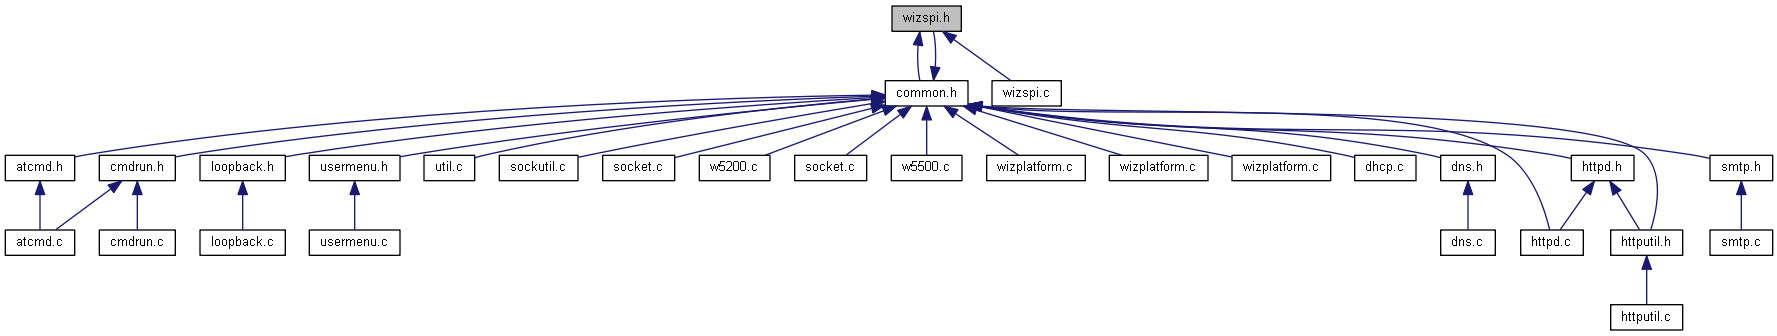 wizspi.h
common.h
wizspi.c
atcmd.h
cmdrun.h
loopback.h
usermenu.h
util.c
sockutil.c
socket.c
w5200.c
socket.c
w5500.c
wizplatform.c
wizplatform.c
wizplatform.c
dhcp.c
dns.h
httpd.h
smtp.h
atcmd.c
cmdrun.c
loopback.c
usermenu.c
dns.c
httpd.c
httputil.h
smtp.c
httputil.c